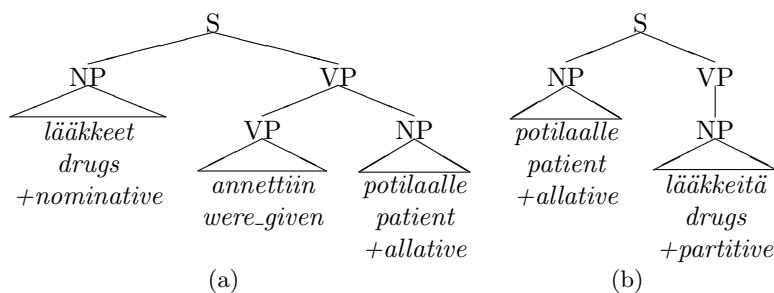 S
NP VP
lääkkeet
drugs
+nominative
VP NP
annettiin
were_given
potilaalle
patient
+allative
(a)
S
NP VP
potilaalle
patient
+allative
NP
lääkkeitä
drugs
+partitive
(b)